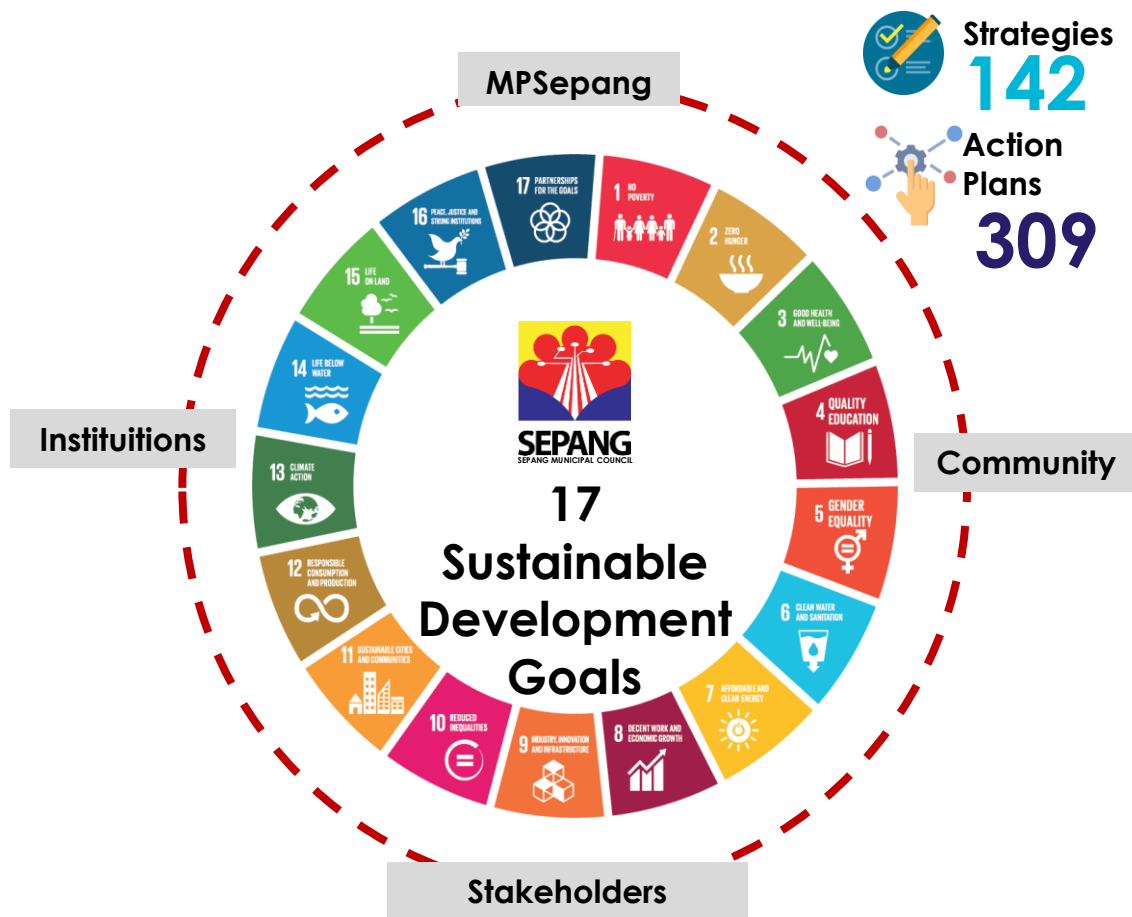 Strategies
142
Action
Plans
309
MPSepang
Instituitions
Community
Stakeholders
SEPANG
SEPANG MUNICIPAL COUNCIL
17
Sustainable
Development
Goals
1 NO
POVERTY
2 ZERO
HUNGER
3 GOOD HEALTH
AND WELL-BEING
4 QUALITY
EDUCATION
5 GENDER
EQUALITY
6 CLEAN WATER
AND SANITATION
7 AFFORDABLE AND
CLEAN ENERGY
8 DECENT WORK AND
ECONOMIC GROWTH
9 INDUSTRY, INNOVATION
AND INFRASTRUCTURE
10 REDUCED
INEQUALITIES
11 SUSTAINABLE CITIES
AND COMMUNITIES
12 RESPONSIBLE
CONSUMPTION
AND PRODUCTION
13 CLIMATE
ACTION
14 LIFE BELOW
WATER
15 LIFE
ON LAND
16 PEACE, JUSTICE AND
STRONG INSTITUTIONS
17 PARTNERSHIPS
FOR THE GOALS